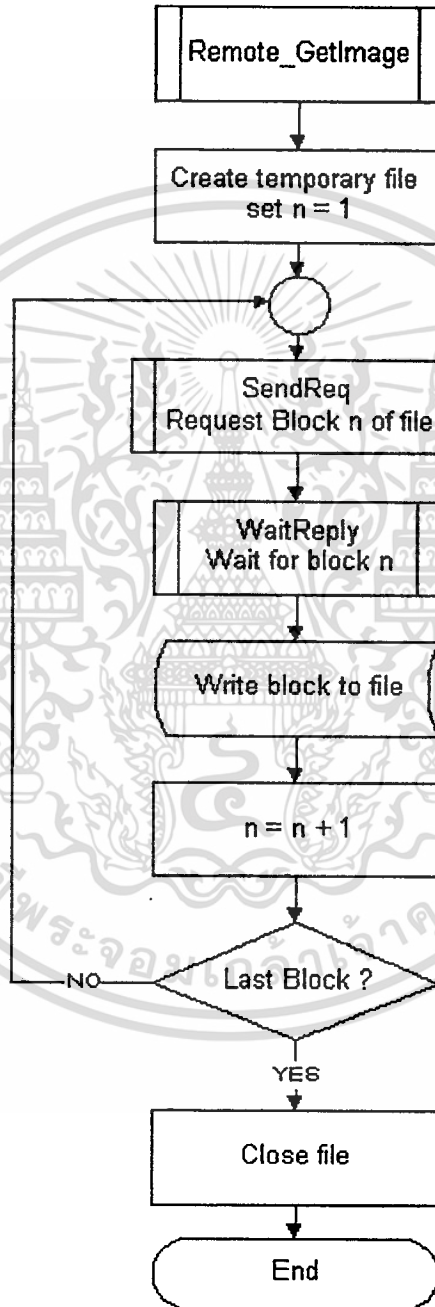 Remote_GetImage
Create temporary file
set n = 1
SendReq
Request Block n of file
WaitReply
Wait for block n
Write block to file
n = n + 1
Last Block ?
NO
YES
Close file
End